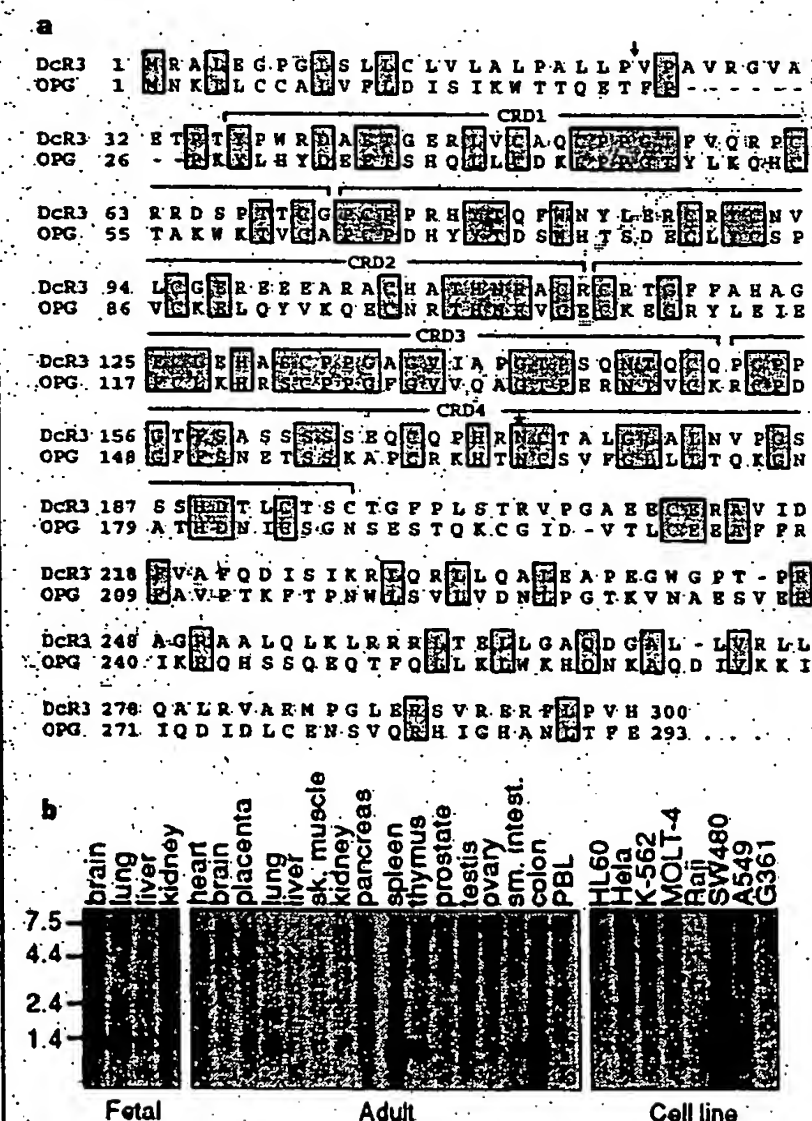 a
DcR3 1 M R A L E G P G L S L L C L V L A L P A L L P V P A V R G V A
OPG 1 M N K L L C C A L V F L D I S I K W T T Q E T F P - - - - - -
CRD1
DcR3 32 E T P T Y P W R D A E T G E R L V C A Q C P P G T F V Q R P C
OPG 26 - - P K Y L H Y D E E T S H Q L L C D K C P P G T Y L K Q H C
DcR3 63 R R D S P T T C G P C P P R H Y T Q F W N Y L E R C R Y C N V
OPG 55 T A K W K T V C A P C P D H Y Y T D S W H T S D E C L Y C S P
CRD2
DcR3 94 L C G E R E E E A R A C H A T H N R A C R C R T G F F A H A G
OPG 86 V C K E L Q Y V K Q E C N R T H N R V C E C K E G R Y L E I E
CRD3
DcR3 125 F C L E H A S C P P G A G V I A P G T P S Q N T Q C Q P C P P
OPG 117 F C L K H R S C P P G F G V V Q A G T P E R N T V C K R C P D
CRD4
DcR3 156 G T F S A S S S S S E Q C Q P H R N C T A L G L A L N V P G S
OPG 148 G F F S N E T S S K A P C R K H T N C S V F G L L L T Q K G N
DcR3 187 S S H D T L C T S C T G F P L S T R V P G A E E C E R A V I D
OPG 179 A T H D N I C S G N S E S T Q K C G I D - V T L C E E A F F R
DcR3 218 F V A F Q D I S I K R L Q R L L Q A L E A P E G W G P T - P R
OPG 209 F A V P T K F T P N W L S V L V D N L P G T K V N A E S V E R
DcR3 248 A G R A A L Q L K L R R R L T E L L G A Q D G A L - L V R L L
OPG 240 I K R Q H S S Q E Q T F Q L L K L W K H Q N K A Q D I V K K I
DcR3 278 Q A L R V A R M P G L E R S V R E R F L P V H 300
OPG 271 I Q D I D L C E N S V Q R H I G H A N L T F E 293
b
brain lung liver kidney heart brain placenta lung liver sk. muscle kidney pancreas spleen thymus prostate testis ovary sm. intest. colon PBL HL60 Hela K-562 MOLT-4 Raji SW480 A549 G361
7.5
4.4
2.4
1.4
Fetal Adult Cell line